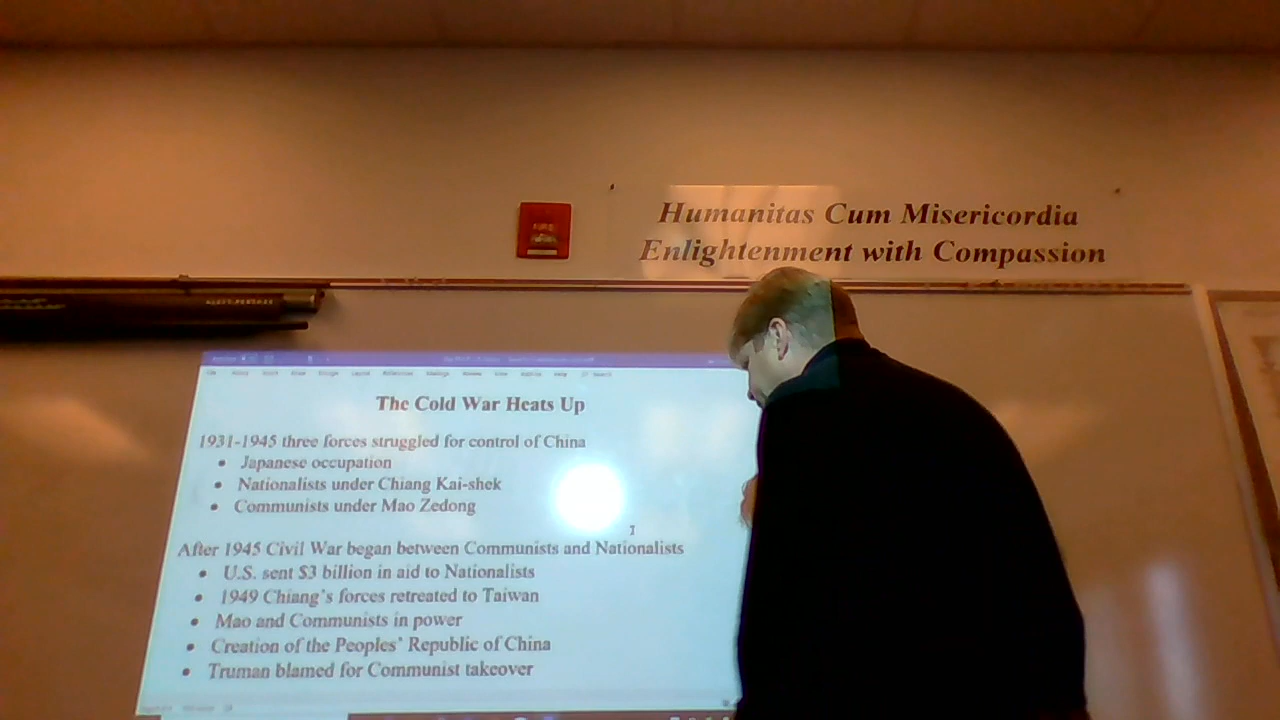 FIRE
Humanitas Cum Misericordia
Enlightenment with Compassion
The Cold War Heats Up
1931-1945 three forces struggled for control of China
• Japanese occupation
• Nationalists under Chiang Kai-shek
• Communists under Mao Zedong
After 1945 Civil War began between Communists and Nationalists
• U.S. sent $3 billion in aid to Nationalists
• 1949 Chiang's forces retreated to Taiwan
• Mao and Communists in power
• Creation of the Peoples' Republic of China
• Truman blamed for Communist takeover